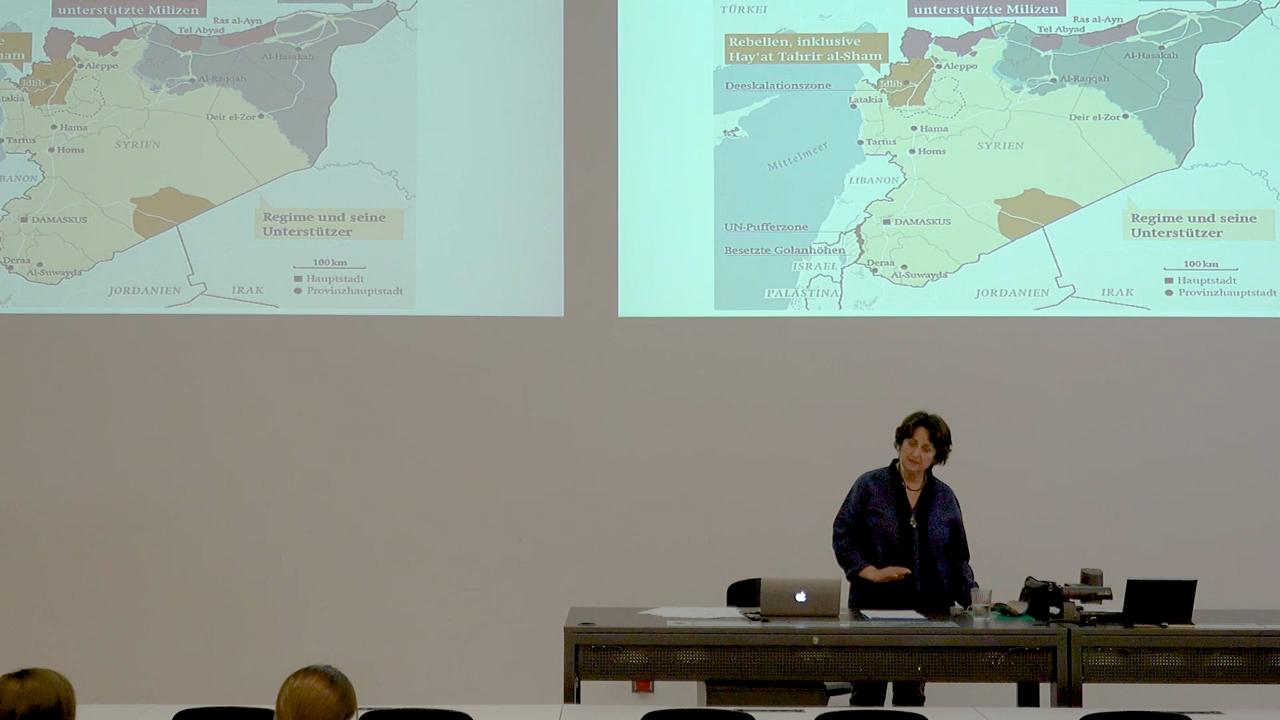 unterstützte Milizen
Ras al-Ayn
Tel Abyad
Aleppo
Al-Hasakah
Idlib
Al-Raqqah
Deir el-Zor
Hama
Tartus
Homs
SYRIEN
DAMASKUS
Regime und seine
Unterstützer
Deraa
Al-Suwayda
100 km
Hauptstadt
Provinzhauptstadt
JORDANIEN
IRAK
TÜRKEI
unterstützte Milizen
Ras al-Ayn
Tel Abyad
Rebellen, inklusive
Hay'at Tahrir al-Sham
Aleppo
Al-Hasakah
Idlib
Al-Raqqah
Deeskalationszone
Latakia
Deir el-Zor
Hama
Tartus
Homs
SYRIEN
Mittelmeer
LIBANON
UN-Pufferzone
DAMASKUS
Regime und seine
Unterstützer
Besetzte Golanhöhen
ISRAEL
Deraa
Al-Suwayda
100 km
Hauptstadt
PALÄSTINA
JORDANIEN
IRAK
Provinzhauptstadt